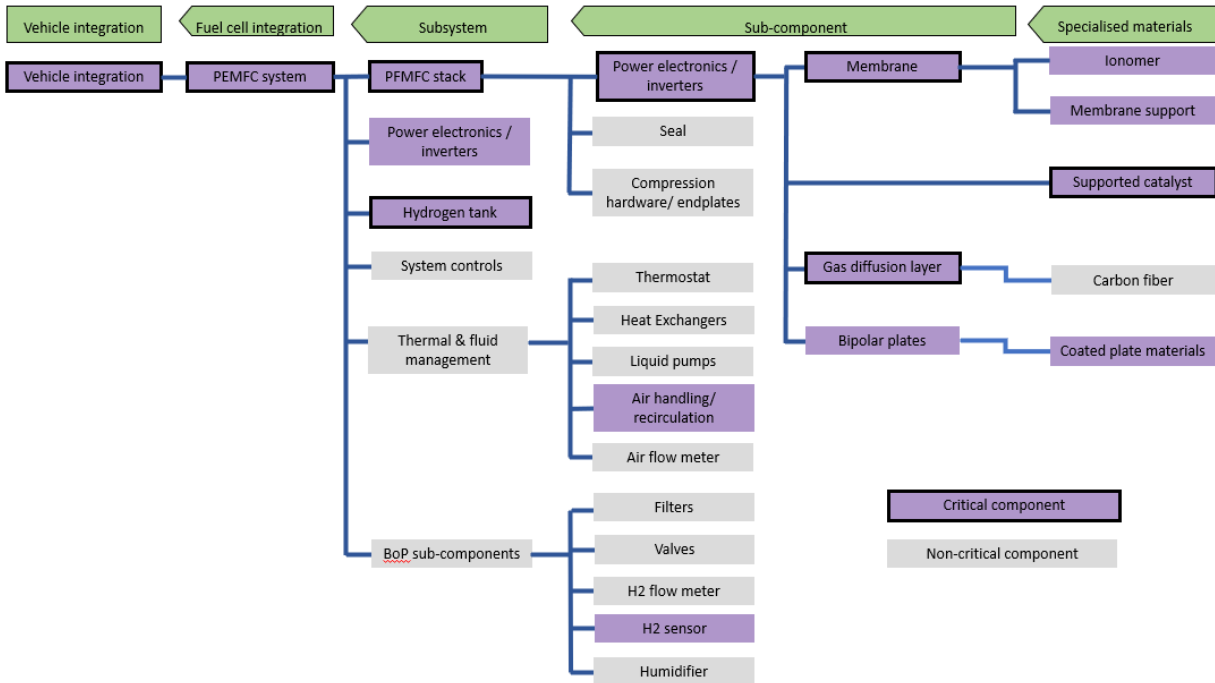 Vehicle integration
Fuel cell integration
Subsystem
Sub-component
Specialised materials
Vehicle integration
PEMFC system
PFMFC stack
Power electronics /
inverters
Membrane
Ionomer
Membrane support
Power electronics /
inverters
Seal
Compression
hardware/ endplates
Supported catalyst
Hydrogen tank
System controls
Gas diffusion layer
Carbon fiber
Thermostat
Heat Exchangers
Thermal & fluid
management
Liquid pumps
Bipolar plates
Coated plate materials
Air handling/
recirculation
Air flow meter
Filters
Critical component
Valves
BoP sub-components
Non-critical component
H2 flow meter
H2 sensor
Humidifier